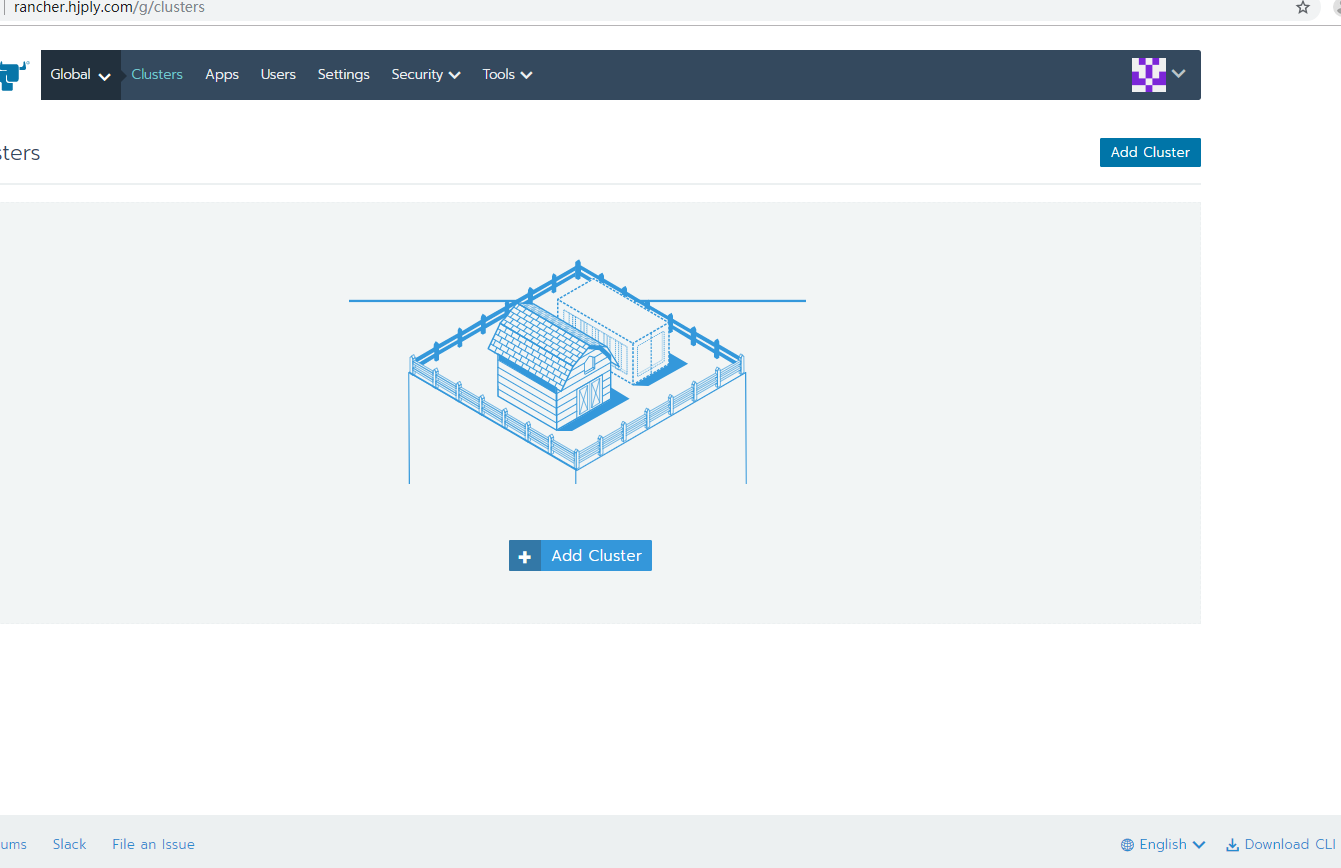 rancher.hjply.com/g/clusters
Global Clusters Apps Users Settings Security Tools
sters Add Cluster
Add Cluster
ums Slack File an Issue English Download CLI